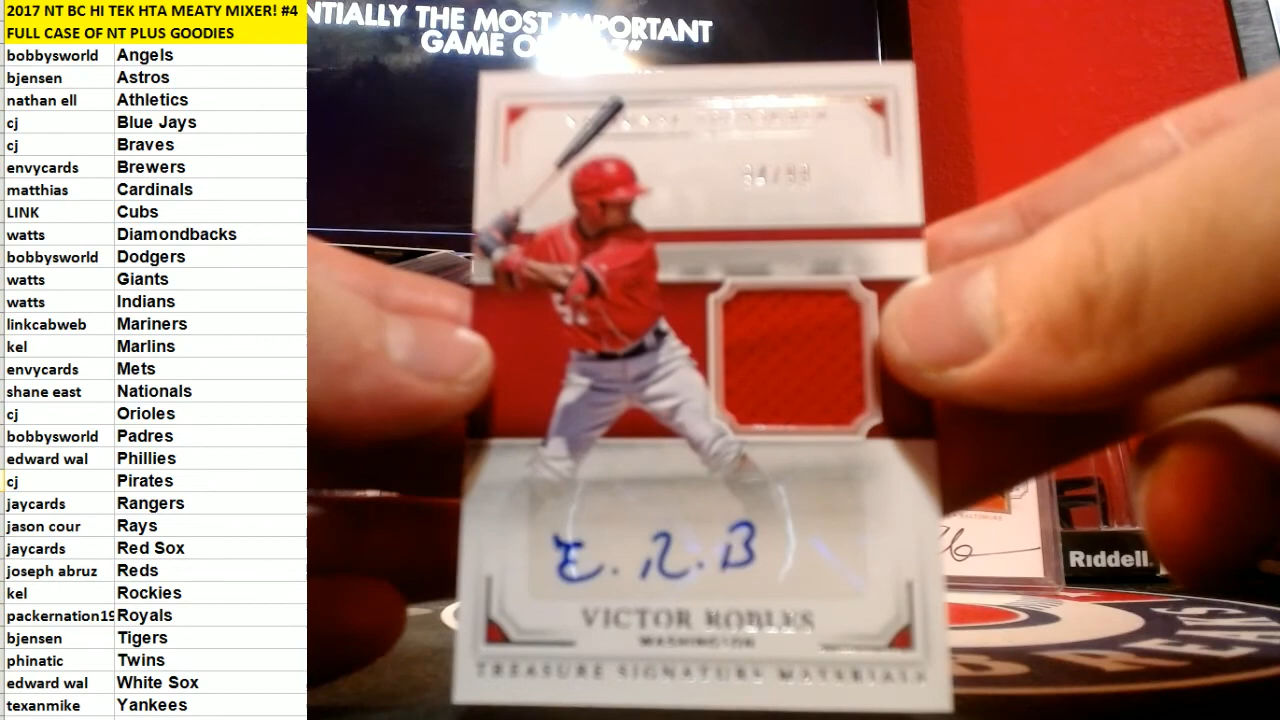 2017 NT BC HI TEK HTA MEATY MIXER! #4
FULL CASE OF NT PLUS GOODIES
bobbysworld Angels
bjensen Astros
nathan ell Athletics
cj Blue Jays
cj Braves
envycards Brewers
matthias Cardinals
LINK Cubs
watts Diamondbacks
bobbysworld Dodgers
watts Giants
watts Indians
linkcabweb Mariners
kel Marlins
envycards Mets
shane east Nationals
cj Orioles
bobbysworld Padres
edward wal Phillies
cj Pirates
jaycards Rangers
jason cour Rays
jaycards Red Sox
joseph abruz Reds
kel Rockies
packernation19 Royals
bjensen Tigers
phinatic Twins
edward wal White Sox
texanmike Yankees
NTIALLY THE MOST IMPORTANT
GAME
E. R. B
VICTOR ROBLES
WASHINGTON
TREASURE SIGNATURE MATERIALS
Riddell
BREAKS